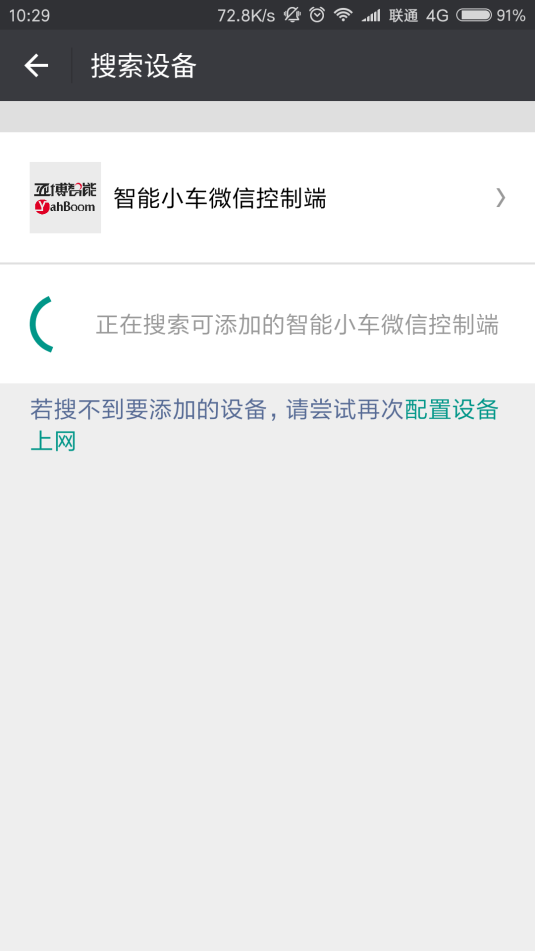 10:29 72.8K/s 联通 4G 91%
搜索设备
亚博智能
YahBoom
智能小车微信控制端
正在搜索可添加的智能小车微信控制端
若搜不到要添加的设备，请尝试再次配置设备
上网